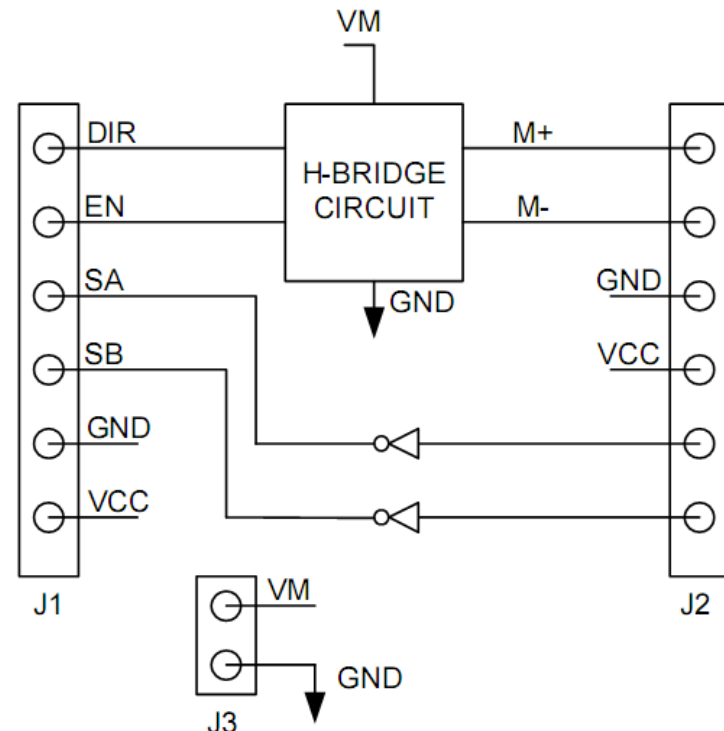 VM
DIR
M+
H-BRIDGE
CIRCUIT
EN
M-
SA
GND
GND
SB
VCC
GND
VCC
J1
J2
VM
GND
J3